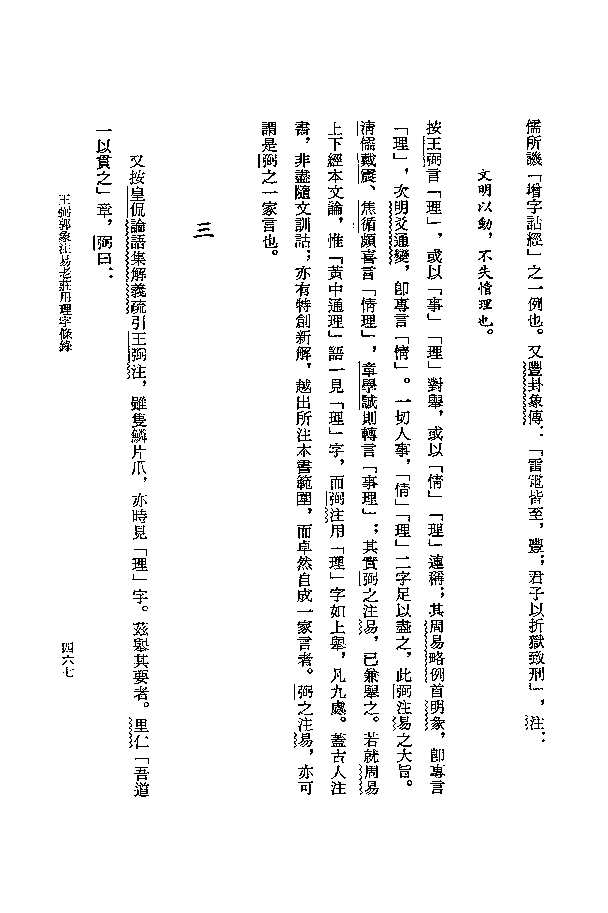 儒所譏「增字詁經」之一例也。又豐卦象傳：「雷電皆至，豐；君子以折獄致刑」，注：
文明以動，不失情理也。
按王弼言「理」，或以「事」「理」對舉，或以「情」「理」連稱；其周易略例首明彖，卽專言
「理」，次明爻通變，卽專言「情」。一切人事，「情」「理」二字足以盡之，此弼注易之大旨。
淸儒戴震、焦循頗喜言「情理」，章學誠則轉言「事理」；其實弼之注易，已兼舉之。若就周易
上下經本文論，惟「黃中通理」語一見「理」字，而弼注用「理」字如上舉，凡九處。蓋古人注
書，非盡隨文訓詁；亦有特創新解，越出所注本書範圍，而卓然自成一家言者。弼之注易，亦可
謂是弼之一家言也。
三
又按皇侃論語集解義疏引王弼注，雖隻鱗片爪，亦時見「理」字。茲舉其要者。里仁「吾道
一以貫之」章，弼曰：
王弼郭象注易老莊用理字條錄
四六七